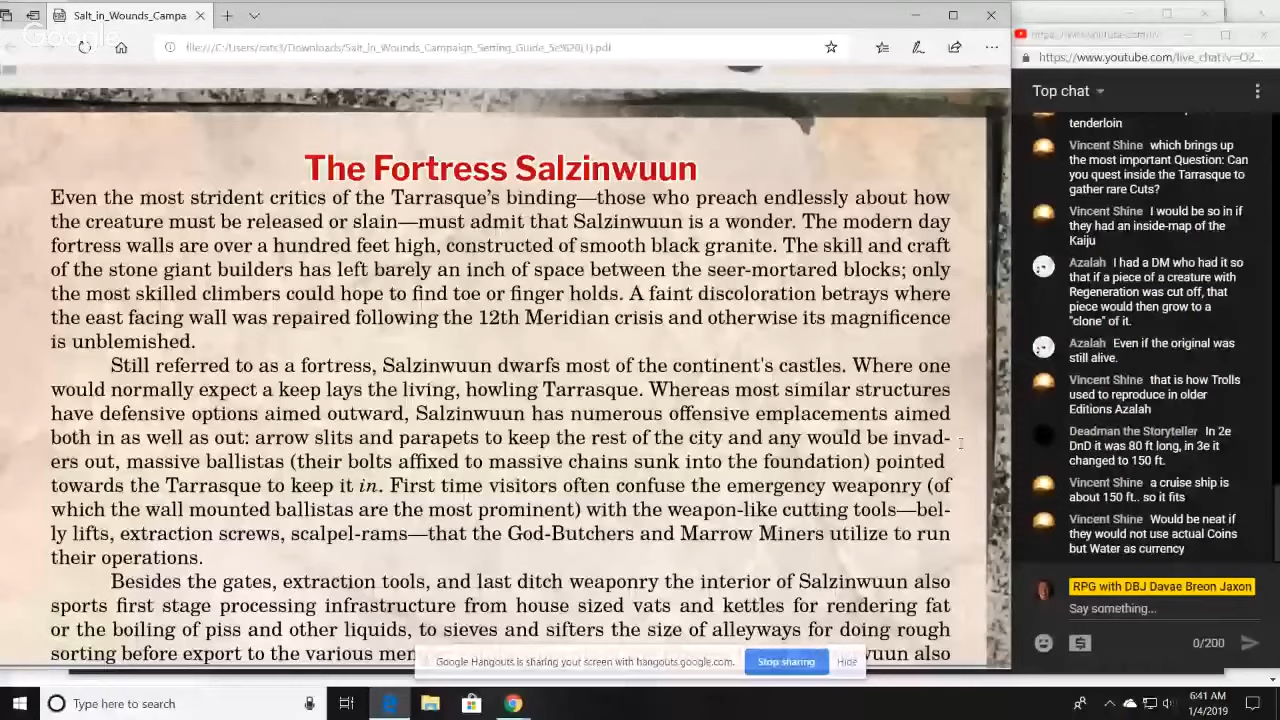 Salt_in_Wounds_Campa
Google
file:///C:/Users/cats3/Downloads/Salt_in_Wounds_Campaign_Setting_Guide_5e%20(1).pdf
The Fortress Salzinwuun
Even the most strident critics of the Tarrasque's binding—those who preach endlessly about how
the creature must be released or slain—must admit that Salzinwuun is a wonder. The modern day
fortress walls are over a hundred feet high, constructed of smooth black granite. The skill and craft
of the stone giant builders has left barely an inch of space between the seer-mortared blocks; only
the most skilled climbers could hope to find toe or finger holds. A faint discoloration betrays where
the east facing wall was repaired following the 12th Meridian crisis and otherwise its magnificence
is unblemished.
Still referred to as a fortress, Salzinwuun dwarfs most of the continent's castles. Where one
would normally expect a keep lays the living, howling Tarrasque. Whereas most similar structures
have defensive options aimed outward, Salzinwuun has numerous offensive emplacements aimed
both in as well as out: arrow slits and parapets to keep the rest of the city and any would be invad-
ers out, massive ballistas (their bolts affixed to massive chains sunk into the foundation) pointed
towards the Tarrasque to keep it in. First time visitors often confuse the emergency weaponry (of
which the wall mounted ballistas are the most prominent) with the weapon-like cutting tools—bel-
ly lifts, extraction screws, scalpel-rams—that the God-Butchers and Marrow Miners utilize to run
their operations.
Besides the gates, extraction tools, and last ditch weaponry the interior of Salzinwuun also
sports first stage processing infrastructure from house sized vats and kettles for rendering fat
or the boiling of piss and other liquids, to sieves and sifters the size of alleyways for doing rough
sorting before export to the various
Google Hangouts is sharing your screen with hangouts.google.com.
Stop sharing
Hide
also
https://www.youtube.com/live_chat?v=O2...
Top chat
tenderloin
Vincent Shine which brings up
the most important Question: Can
you quest inside the Tarrasque to
gather rare Cuts?
Vincent Shine I would be so in if
they had an inside-map of the
Kaiju
Azalah I had a DM who had it so
that if a piece of a creature with
Regeneration was cut off, that
piece would then grow to a
"clone" of it.
Azalah Even if the original was
still alive.
Vincent Shine that is how Trolls
used to reproduce in older
Editions Azalah
Deadman the Storyteller In 2e
DnD it was 80 ft long, in 3e it
changed to 150 ft.
Vincent Shine a cruise ship is
about 150 ft.. so it fits
Vincent Shine Would be neat if
they would not use actual Coins
but Water as currency
RPG with DBJ Davae Breon Jaxon
Say something...
0/200
Type here to search
6:41 AM
1/4/2019